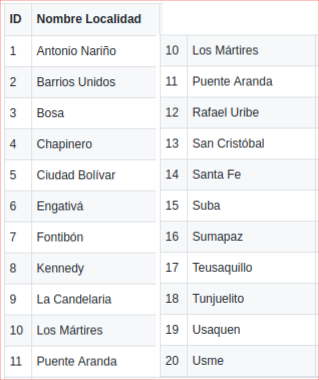 ID Nombre Localidad
1 Antonio Nariño
2 Barrios Unidos
3 Bosa
4 Chapinero
5 Ciudad Bolívar
6 Engativá
7 Fontibón
8 Kennedy
9 La Candelaria
10 Los Mártires
11 Puente Aranda
10 Los Mártires
11 Puente Aranda
12 Rafael Uribe
13 San Cristóbal
14 Santa Fe
15 Suba
16 Sumapaz
17 Teusaquillo
18 Tunjuelito
19 Usaquen
20 Usme